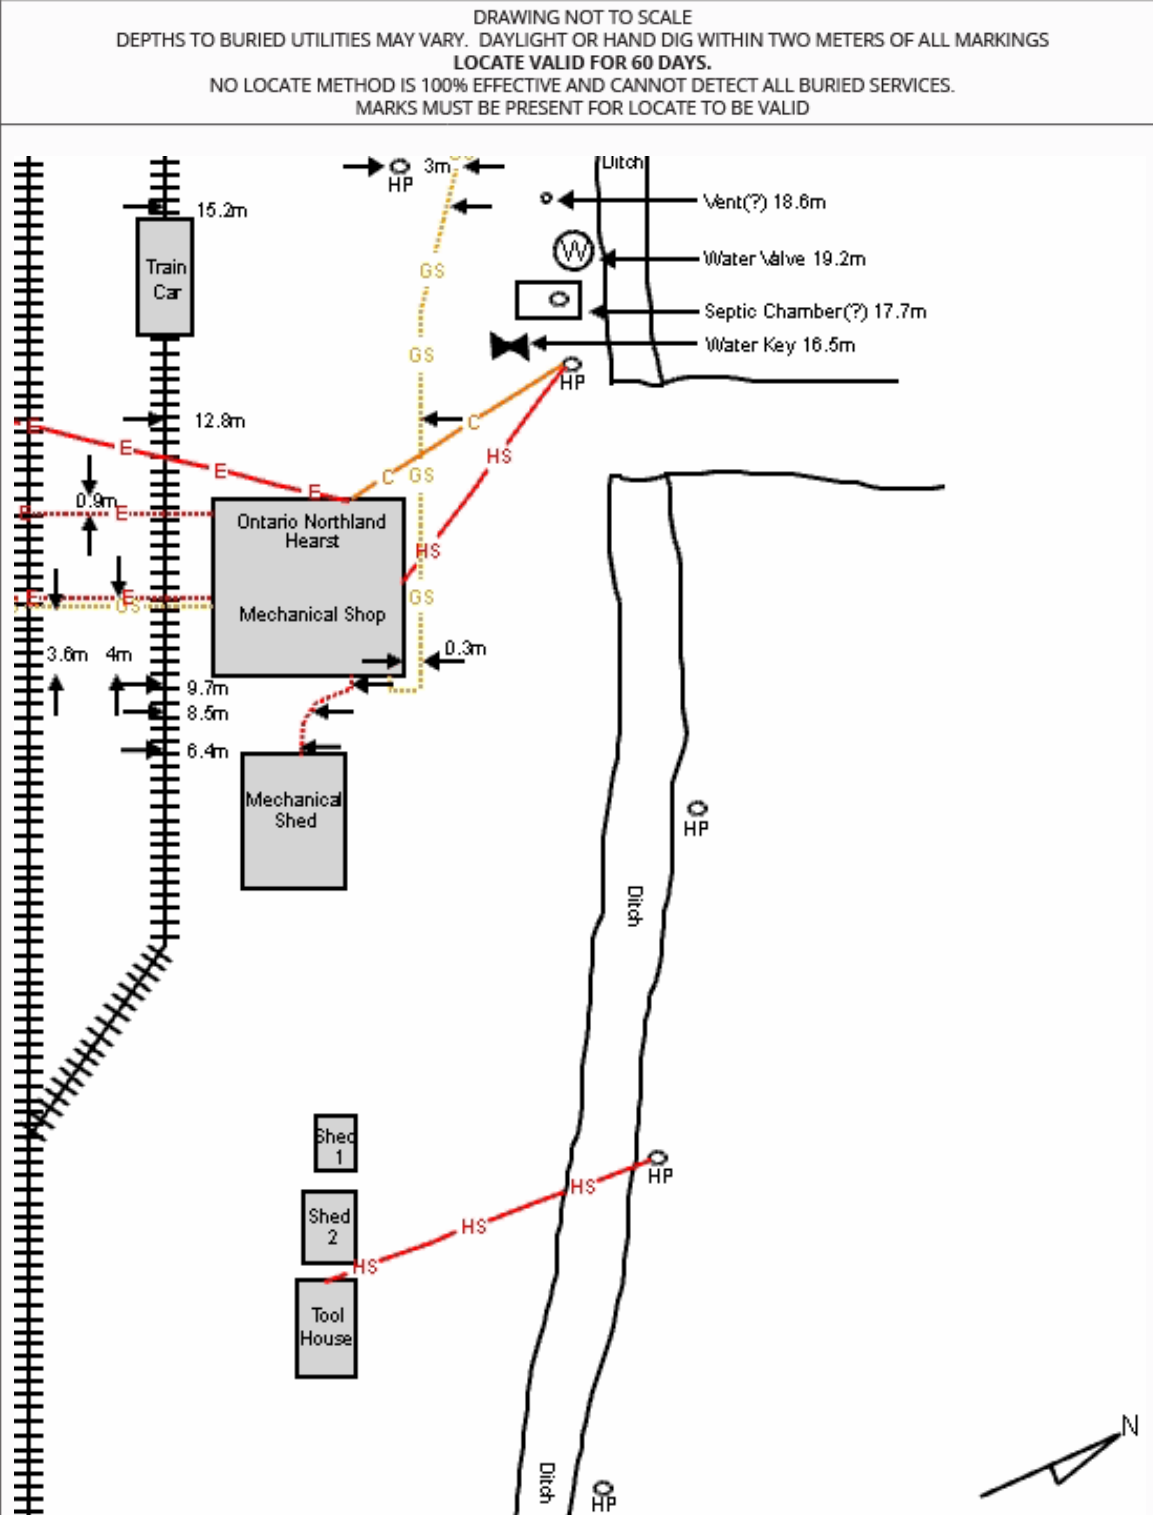 DRAWING NOT TO SCALE
DEPTHS TO BURIED UTILITIES MAY VARY. DAYLIGHT OR HAND DIG WITHIN TWO METERS OF ALL MARKINGS
LOCATE VALID FOR 60 DAYS.
NO LOCATE METHOD IS 100% EFFECTIVE AND CANNOT DETECT ALL BURIED SERVICES.
MARKS MUST BE PRESENT FOR LOCATE TO BE VALID
GS
Ditch
3m
HP
Vent(?) 18.6m
15.2m
W
Water Valve 19.2m
Train
Car
GS
Septic Chamber(?) 17.7m
Water Key 16.5m
GS
HP
12.8m
C
E
E
HS
E
C
GS
E
0.9m
E
E
Ontario Northland
Hearst
HS
E
E
GS
GS
Mechanical Shop
0.3m
3.6m
4m
9.7m
8.5m
6.4m
Mechanical
Shed
HP
Ditch
Shed
1
HP
HS
Shed
2
HS
HS
Tool
House
N
Ditch
HP